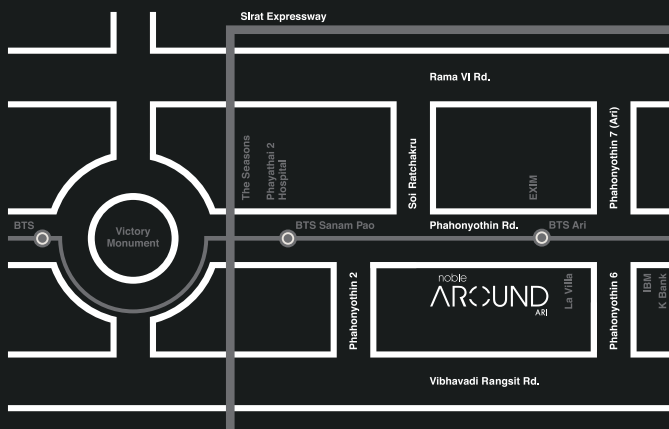 SIrat Expressway
Rama VI Rd.
The Seasons
Phayathai 2
Hospital
Soi Ratchakru
EXIM
Phahonyothin 7 (Ari)
BTS
Victory
Monument
BTS Sanam Pao
Phahonyothin Rd.
BTS Ari
Phahonyothin 2
noble
AROUND
ARI
La Villa
Phahonyothin 6
IBM
K Bank
Vibhavadi Rangsit Rd.